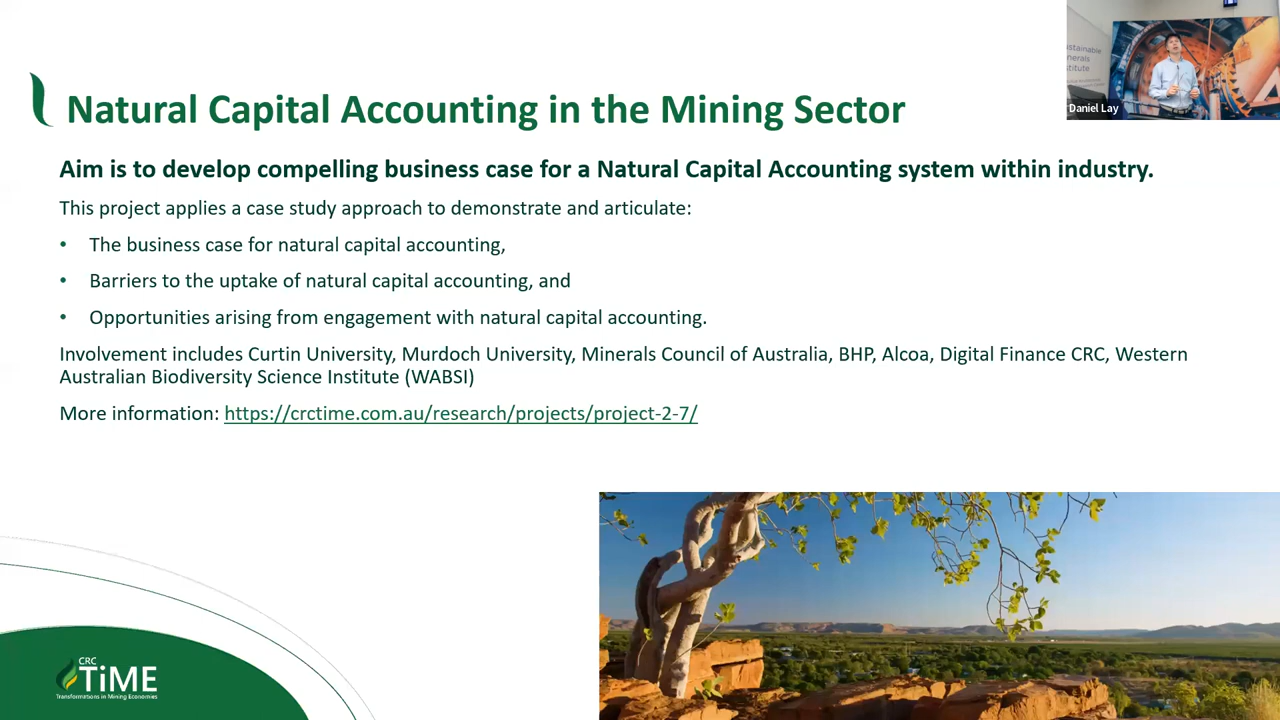 Natural Capital Accounting in the Mining Sector
Aim is to develop compelling business case for a Natural Capital Accounting system within industry.
This project applies a case study approach to demonstrate and articulate:
• The business case for natural capital accounting,
• Barriers to the uptake of natural capital accounting, and
• Opportunities arising from engagement with natural capital accounting.
Involvement includes Curtin University, Murdoch University, Minerals Council of Australia, BHP, Alcoa, Digital Finance CRC, Western
Australian Biodiversity Science Institute (WABSI)
More information: https://crctime.com.au/research/projects/project-2-7/
stainable
nerals
stitute
Daniel Lay
CRC
TiME
Transformations in Mining Economies